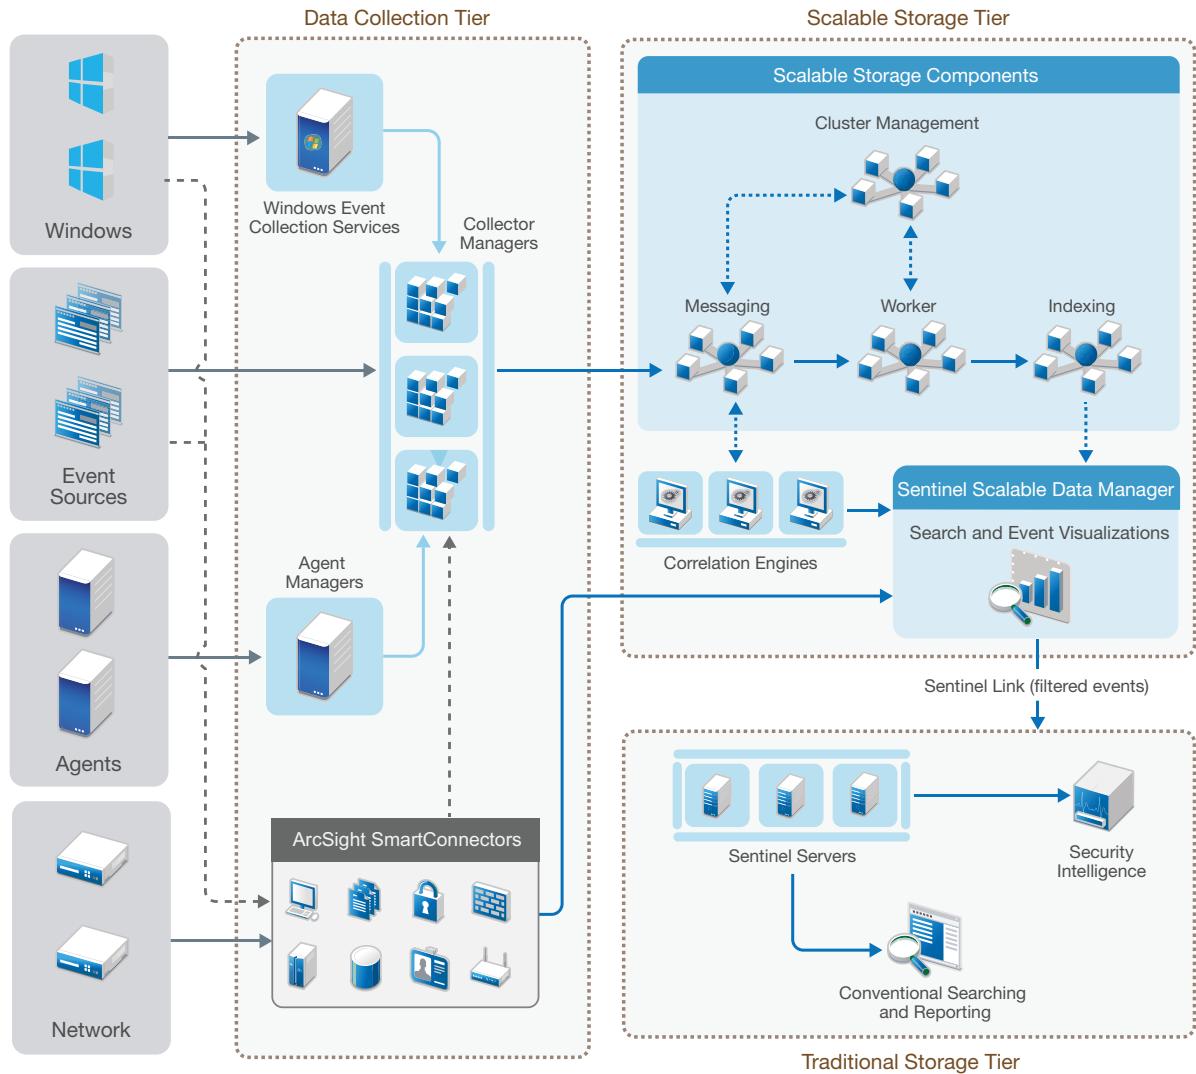 Data Collection Tier
Scalable Storage Tier
Windows
Event
Sources
Agents
Network
Windows Event
Collection Services
Collector
Managers
Agent
Managers
ArcSight SmartConnectors
Scalable Storage Components
Cluster Management
Messaging
Worker
Indexing
Correlation Engines
Sentinel Scalable Data Manager
Search and Event Visualizations
Sentinel Link (filtered events)
Sentinel Servers
Security
Intelligence
Conventional Searching
and Reporting
Traditional Storage Tier